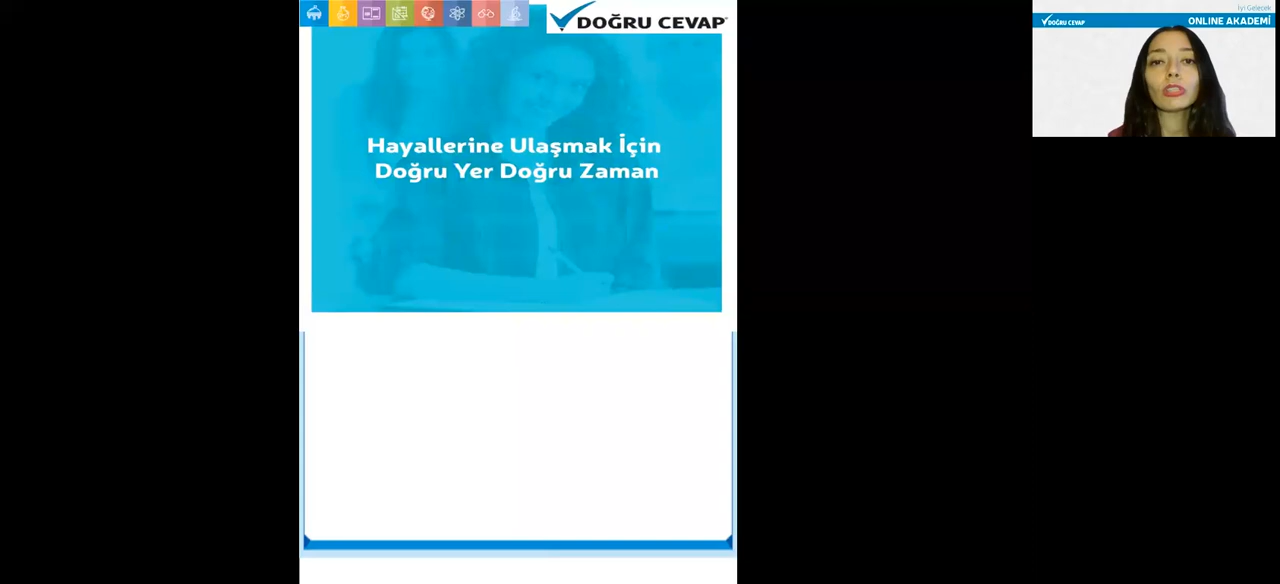 DOĞRU CEVAP
Hayallerine Ulaşmak İçin
Doğru Yer Doğru Zaman
İyi Gelecek
DOĞRU CEVAP
ONLINE AKADEMİ